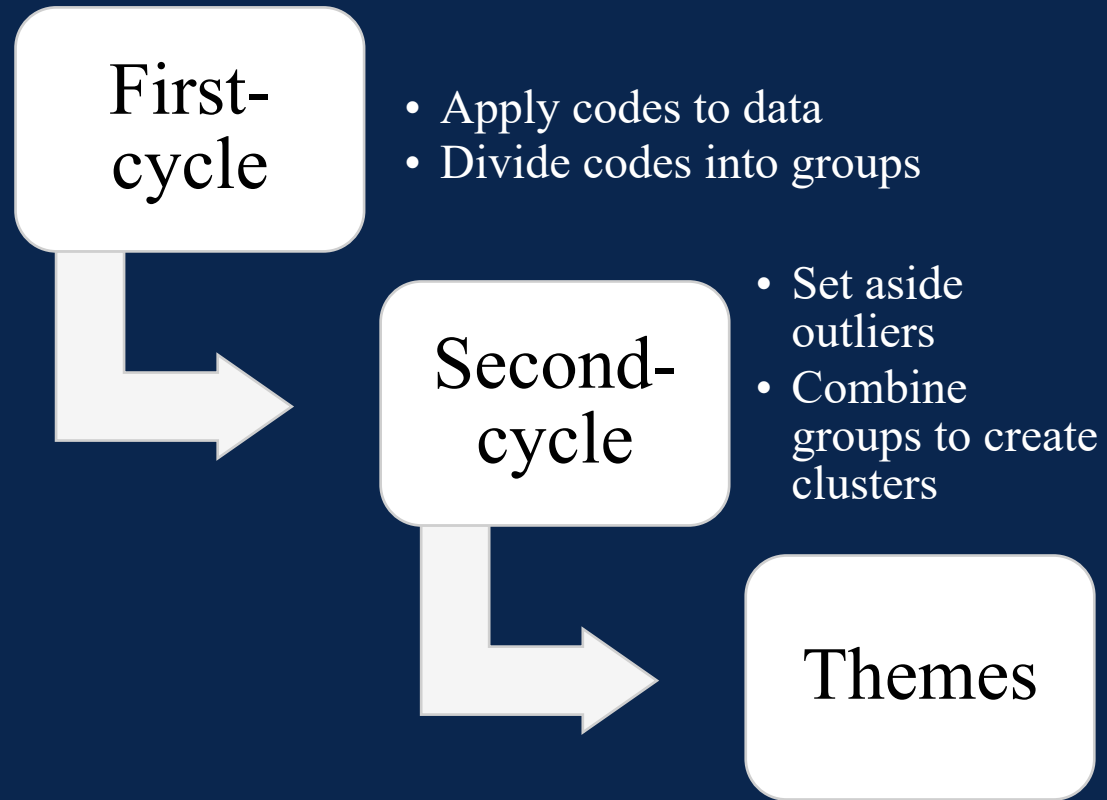 First-
cycle
• Apply codes to data
• Divide codes into groups
Second-
cycle
• Set aside
outliers
• Combine
groups to create
clusters
Themes